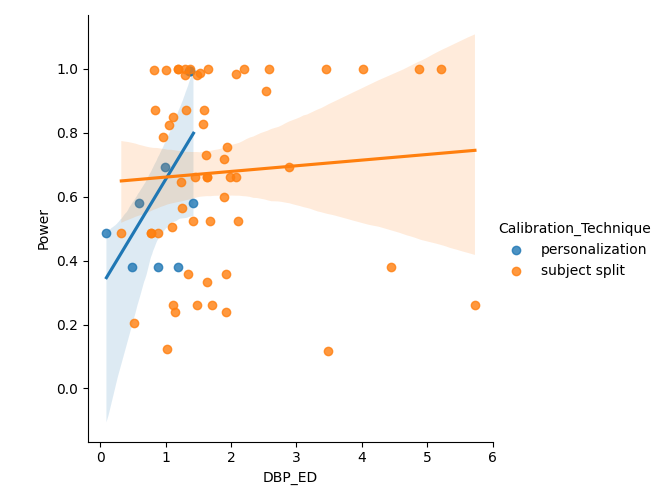 1.0
0.8
0.6
0.4
0.2
0.0
Power
0 1 2 3 4 5 6
DBP_ED
Calibration_Technique
personalization
subject split